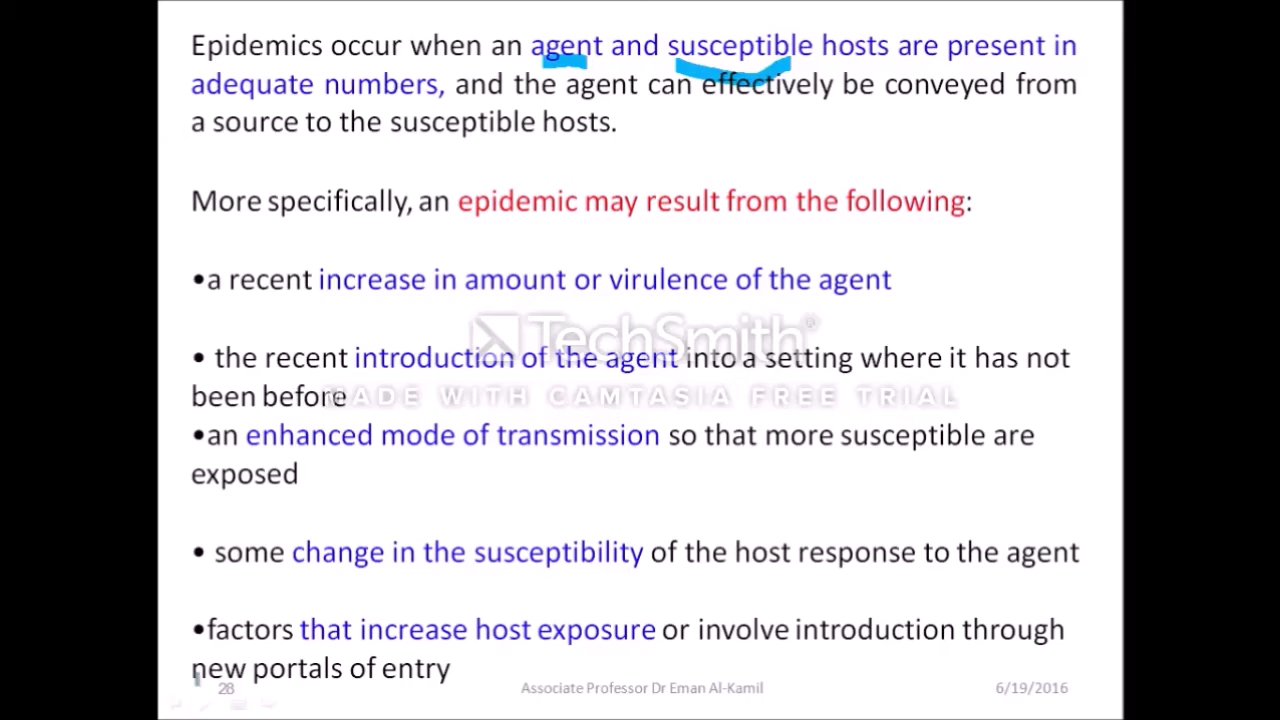 Epidemics occur when an agent and susceptible hosts are present in
adequate numbers, and the agent can effectively be conveyed from
a source to the susceptible hosts.
More specifically, an epidemic may result from the following:
•a recent increase in amount or virulence of the agent
TechSmith®
• the recent introduction of the agent into a setting where it has not
been before
MADE WITH CAMTASIA FREE TRIAL
•an enhanced mode of transmission so that more susceptible are
exposed
• some change in the susceptibility of the host response to the agent
•factors that increase host exposure or involve introduction through
new portals of entry
28 Associate Professor Dr Eman Al-Kamil 6/19/2016